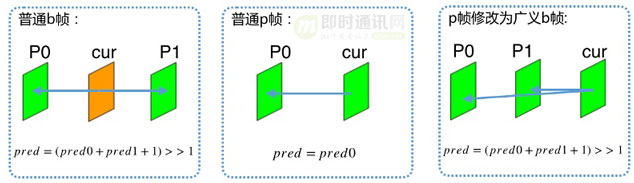 普通b帧：
P0 cur P1
pred = (pred0 + pred1 + 1) >> 1
普通p帧：
P0 cur
pred = pred0
即时通讯网
p帧修改为广义b帧:
P0 P1 cur
pred = (pred0 + pred1 + 1) >> 1